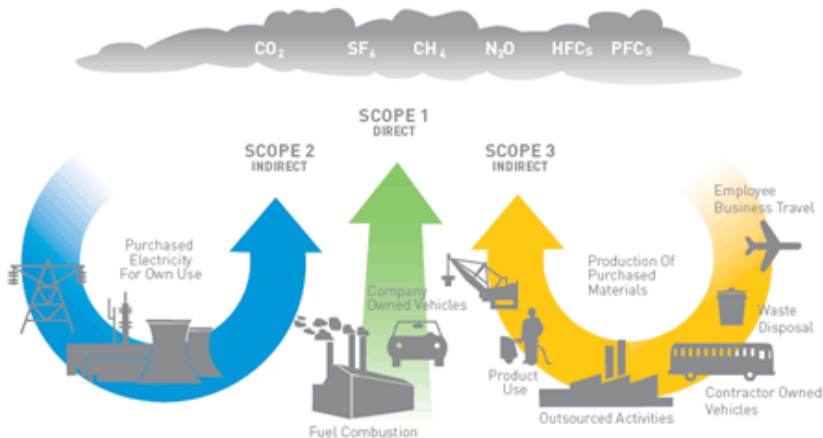 CO₂ SF₆ CH₄ N₂O HFCs PFCs
SCOPE 1
DIRECT
SCOPE 2
INDIRECT
SCOPE 3
INDIRECT
Purchased
Electricity
For Own Use
Company
Owned Vehicles
Fuel Combustion
Production Of
Purchased
Materials
Employee
Business Travel
Waste
Disposal
Product
Use
Outsourced Activities
Contractor Owned
Vehicles